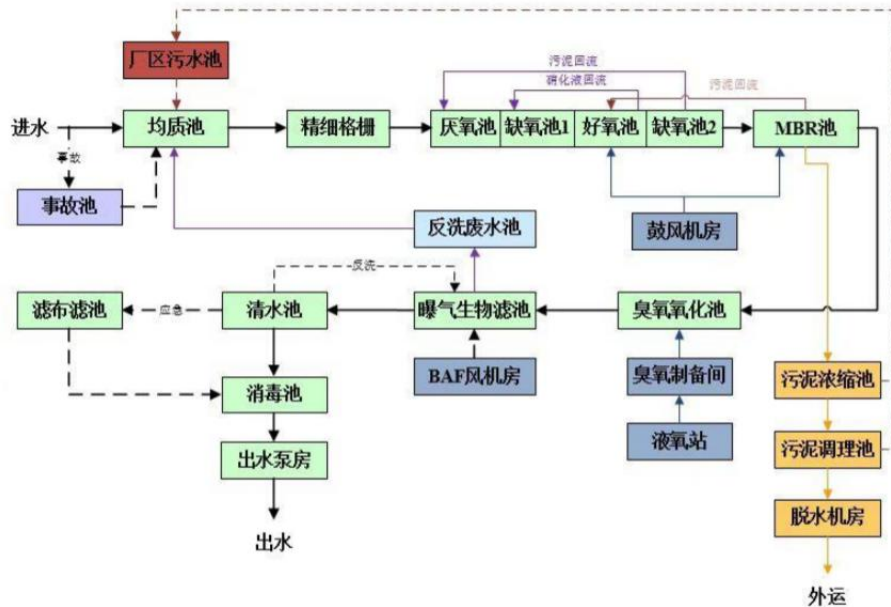 厂区污水池
污泥回流
硝化液回流
污泥回流
进水
均质池
精细格栅
厌氧池
缺氧池1
好氧池
缺氧池2
MBR池
事故
事故池
反洗废水池
鼓风机房
反洗
滤布滤池
应急
清水池
曝气生物滤池
臭氧氧化池
BAF风机房
臭氧制备间
污泥浓缩池
消毒池
液氧站
污泥调理池
出水泵房
脱水机房
出水
外运